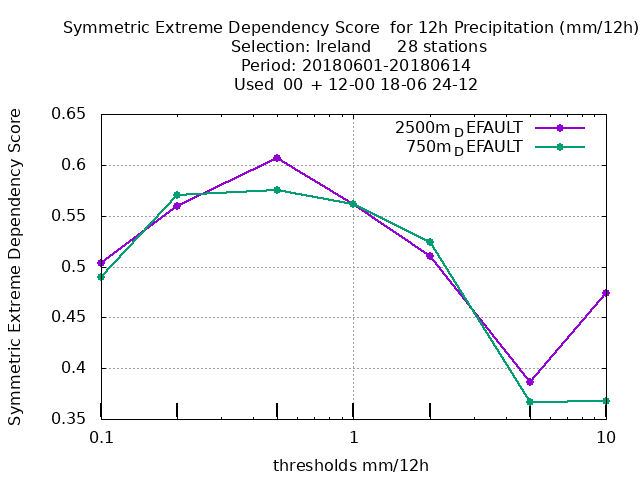 Symmetric Extreme Dependency Score for 12h Precipitation (mm/12h)
Selection: Ireland 28 stations
Period: 20180601-20180614
Used 00 + 12-00 18-06 24-12
2500m_DEFAULT
750m_DEFAULT
Symmetric Extreme Dependency Score
0.65
0.6
0.55
0.5
0.45
0.4
0.35
0.1 1 10
thresholds mm/12h